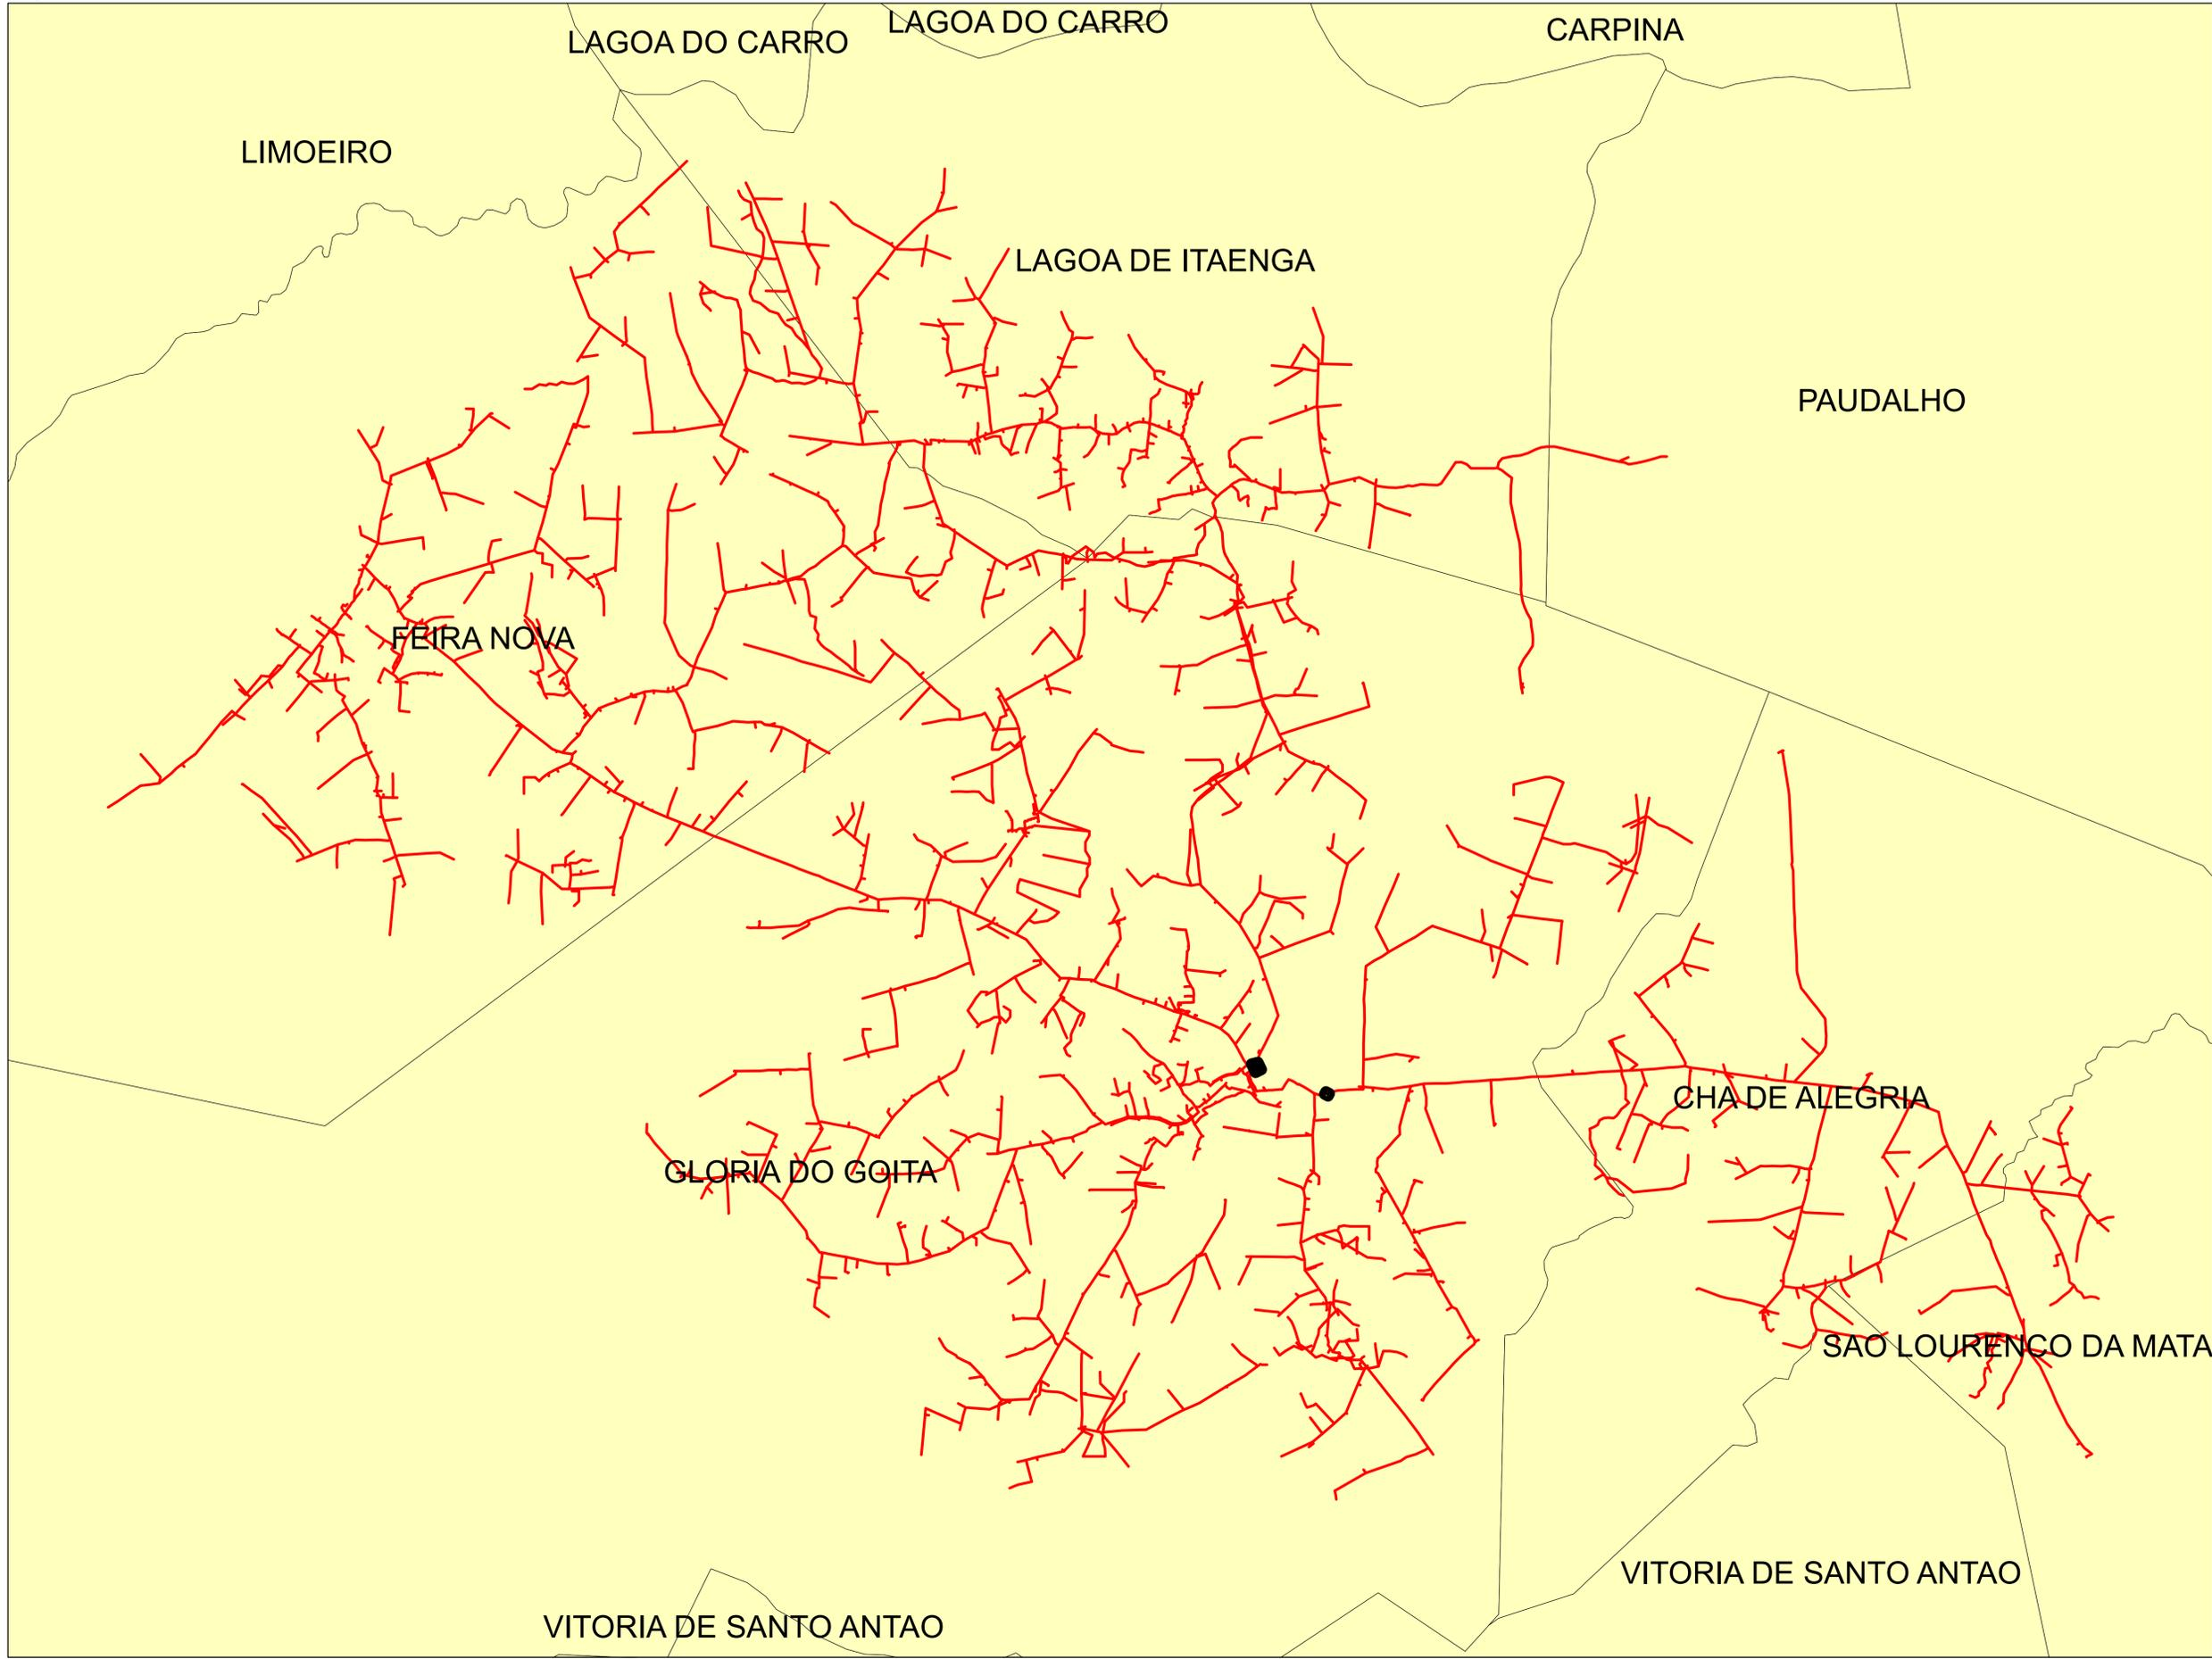 LAGOA DO CARRO
LAGOA DO CARRO
CARPINA
LIMOEIRO
LAGOA DE ITAENGA
PAUDALHO
FEIRA NOVA
CHA DE ALEGRIA
GLORIA DO GOITA
SAO LOURENCO DA MATA
VITORIA DE SANTO ANTAO
VITORIA DE SANTO ANTAO